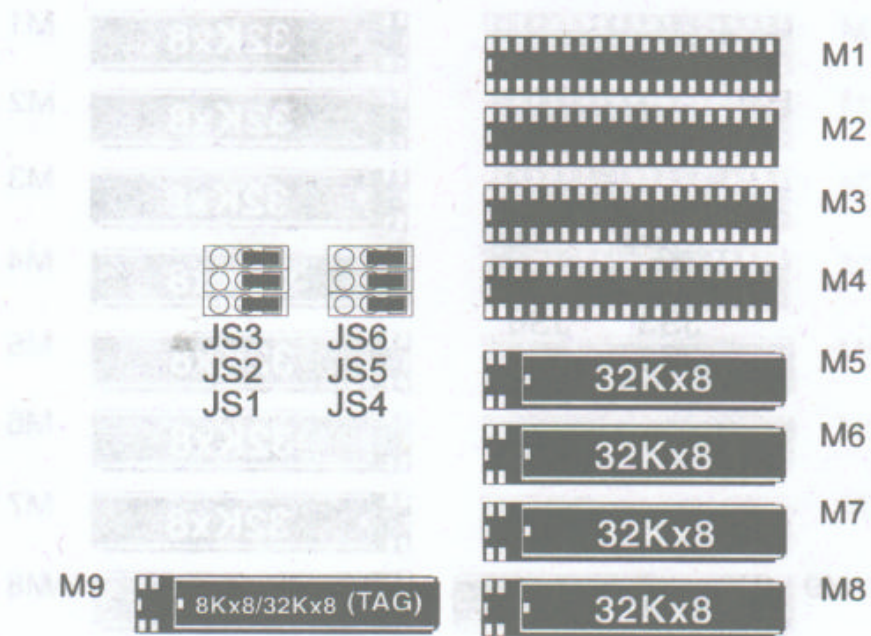 M1
M2
M3
M4
JS3 JS6
JS2 JS5
JS1 JS4
32Kx8 M5
32Kx8 M6
32Kx8 M7
M9 8Kx8/32Kx8 (TAG) 32Kx8 M8